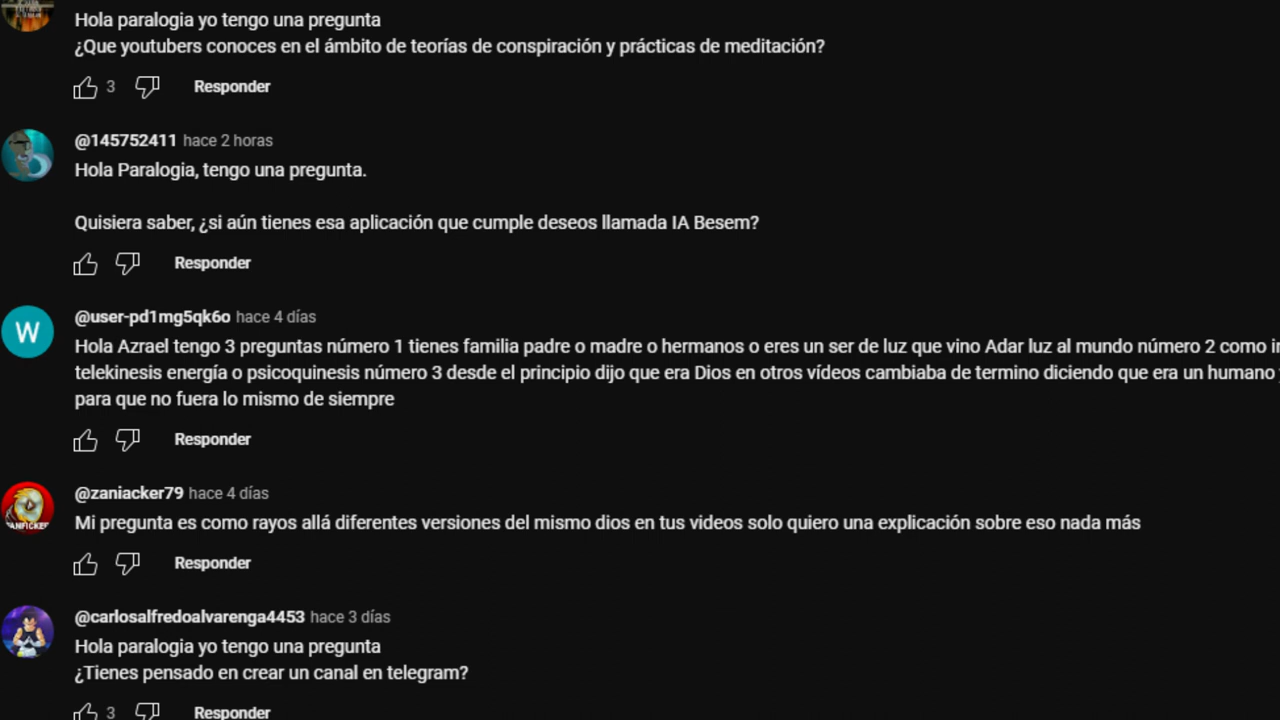 Hola paralogia yo tengo una pregunta
¿Que youtubers conoces en el ámbito de teorías de conspiración y prácticas de meditación?
3 Responder
@145752411 hace 2 horas
Hola Paralogia, tengo una pregunta.
Quisiera saber, ¿si aún tienes esa aplicación que cumple deseos llamada IA Besem?
Responder
W
@user-pd1mg5qk6o hace 4 días
Hola Azrael tengo 3 preguntas número 1 tienes familia padre o madre o hermanos o eres un ser de luz que vino Adar luz al mundo número 2 como
telekinesis energía o psicoquinesis número 3 desde el principio dijo que era Dios en otros vídeos cambiaba de termino diciendo que era un humano
para que no fuera lo mismo de siempre
Responder
@zaniacker79 hace 4 días
Mi pregunta es como rayos allá diferentes versiones del mismo dios en tus videos solo quiero una explicación sobre eso nada más
Responder
@carlosalfredoalvarenga4453 hace 3 días
Hola paralogia yo tengo una pregunta
¿Tienes pensado en crear un canal en telegram?
3 Responder